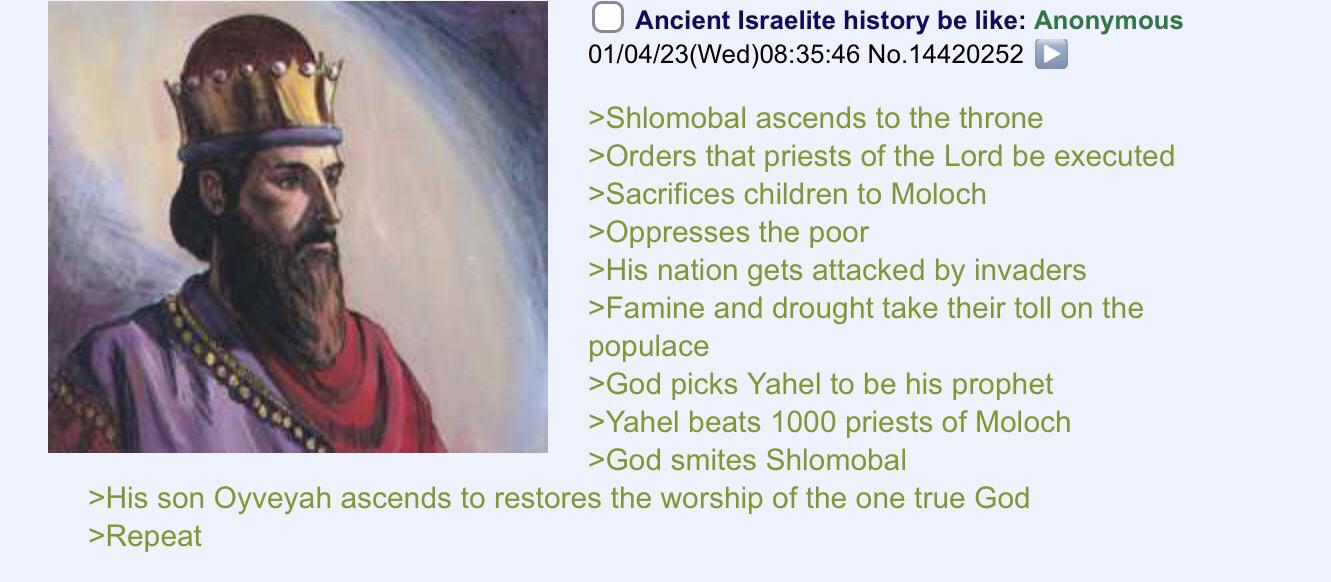 Ancient Israelite history be like: Anonymous
01/04/23(Wed)08:35:46 No.14420252
>Shlomobal ascends to the throne
>Orders that priests of the Lord be executed
>Sacrifices children to Moloch
>Oppresses the poor
>His nation gets attacked by invaders
>Famine and drought take their toll on the
populace
>God picks Yahel to be his prophet
>Yahel beats 1000 priests of Moloch
>God smites Shlomobal
>His son Oyveyah ascends to restores the worship of the one true God
>Repeat